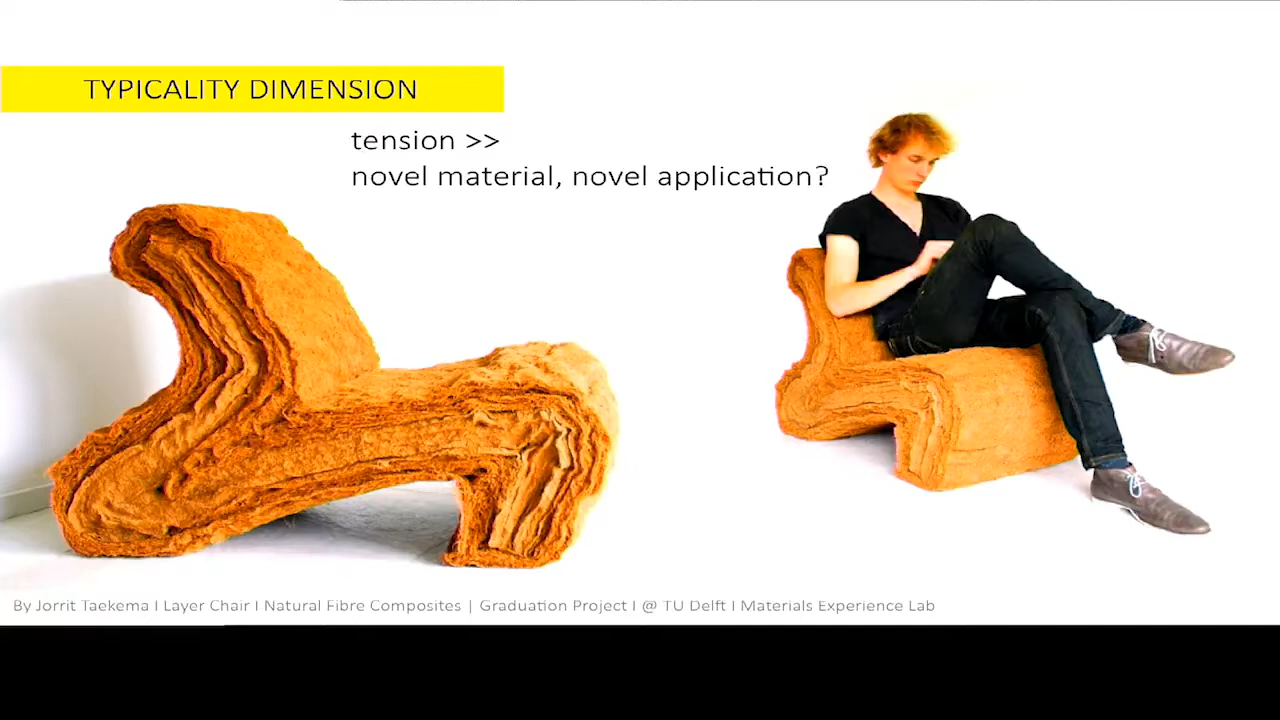 TYPICALITY DIMENSION
tension >>
novel material, novel application?
By Jorrit Taekema I Layer Chair I Natural Fibre Composites | Graduation Project I @ TU Delft I Materials Experience Lab